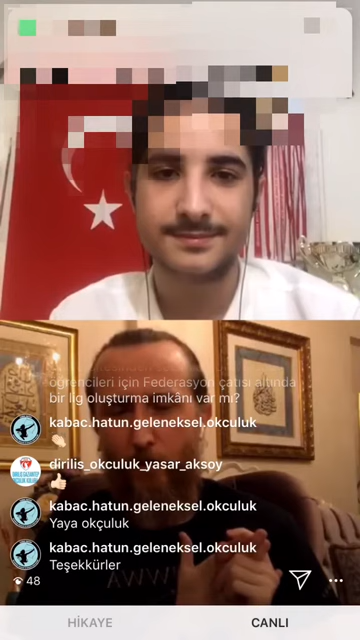 öğrencileri için Federasyon çatısı altında
bir lig oluşturma imkânı var mı?
kabac.hatun.geleneksel.okculuk
dirilis_okculuk_yasar_aksoy
kabac.hatun.geleneksel.okculuk
Yaya okçuluk
kabac.hatun.geleneksel.okculuk
Teşekkürler
48
HİKAYE
CANLI